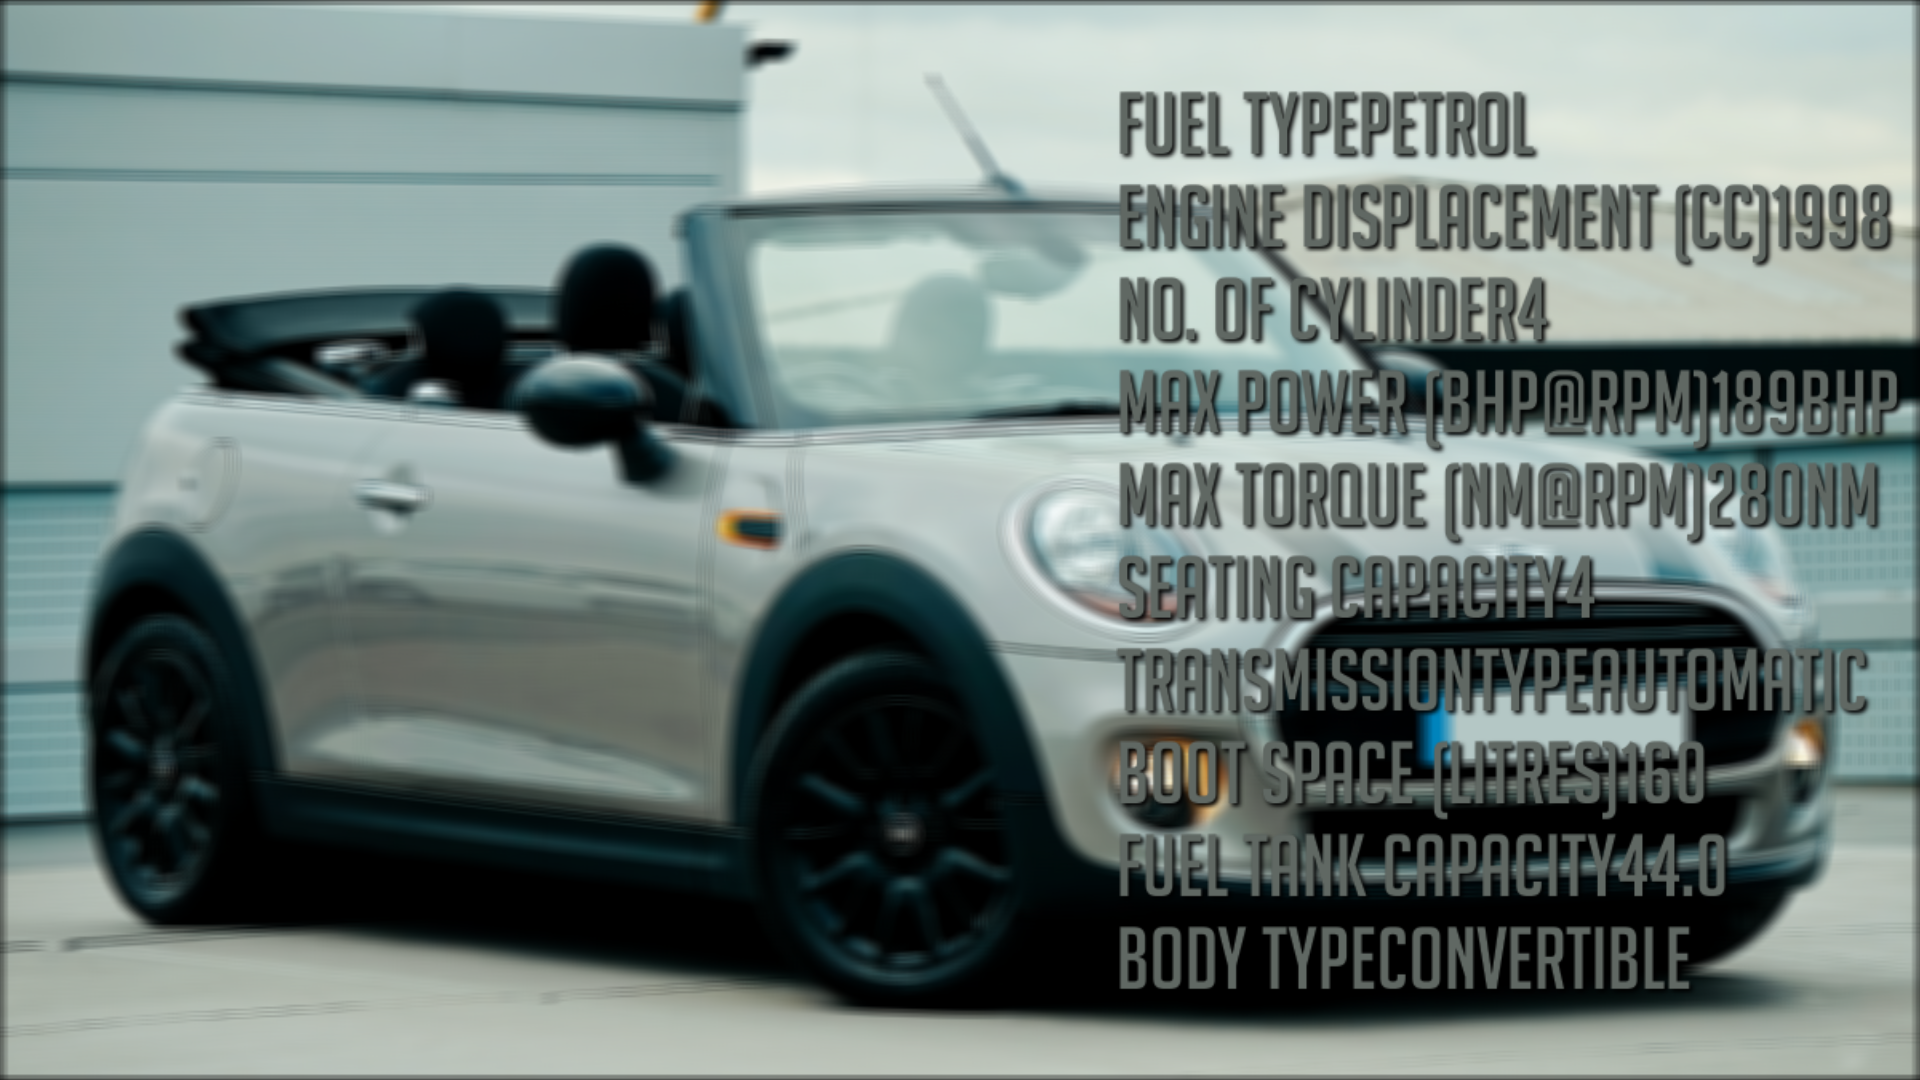 FUEL TYPEPETROL
ENGINE DISPLACEMENT (CC)1998
NO. OF CYLINDER4
MAX POWER (BHP@RPM)189BHP
MAX TORQUE (NM@RPM)280NM
SEATING CAPACITY4
TRANSMISSIONTYPEAUTOMATIC
BOOT SPACE (LITRES)160
FUEL TANK CAPACITY44.0
BODY TYPECONVERTIBLE